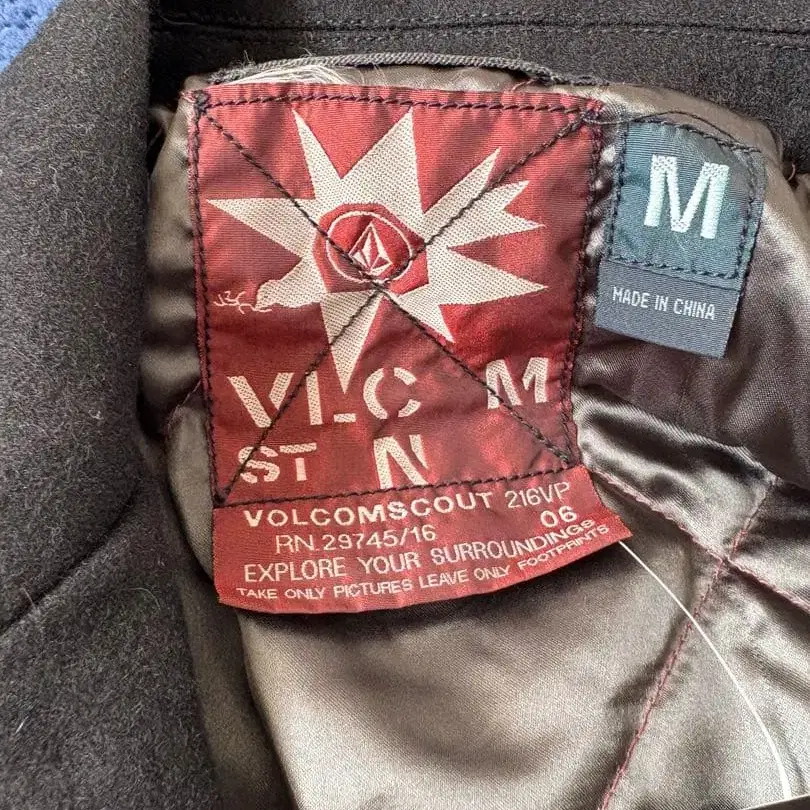 VLC M
ST N
VOLCOMSCOUT 216VP
RN.29745/16 06
EXPLORE YOUR SURROUNDINGS
TAKE ONLY PICTURES LEAVE ONLY FOOTPRINTS
M
MADE IN CHINA